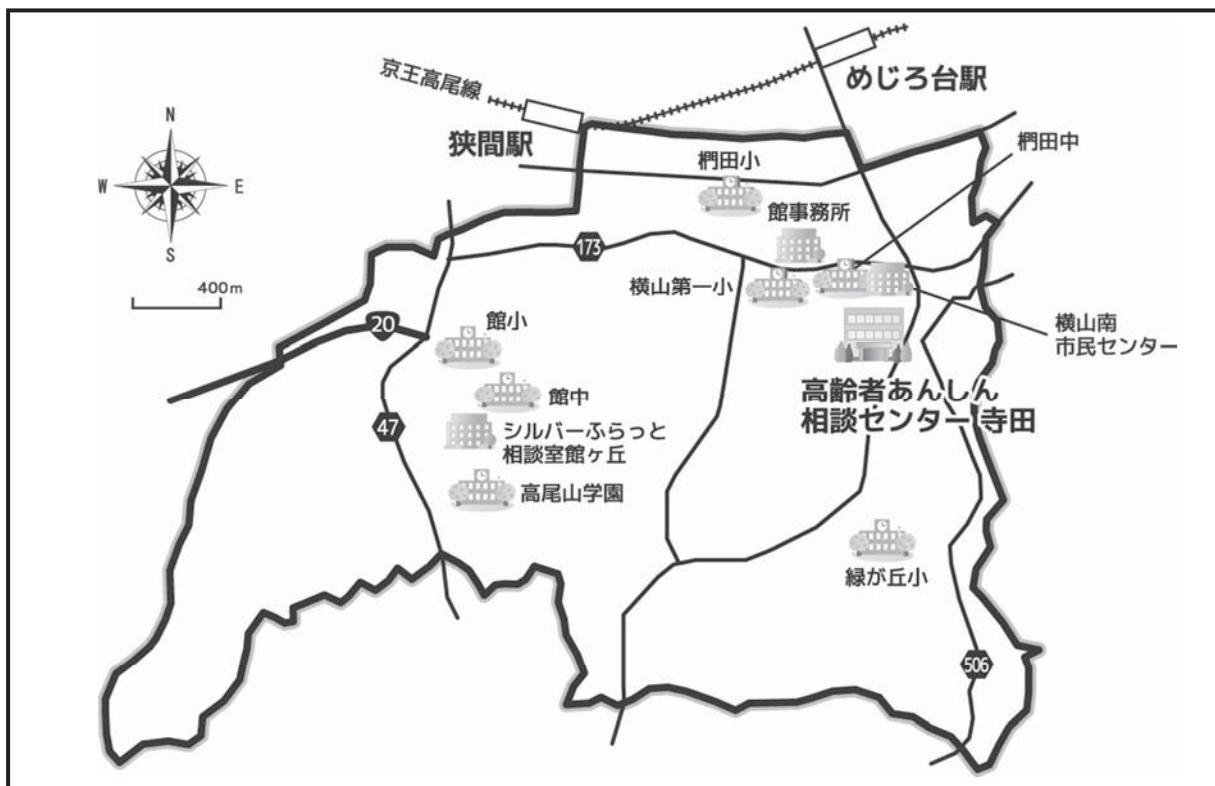 京王高尾線
めじろ台駅
狭間駅
椚田中
椚田小
館事務所
N
W
E
S
400m
173
横山第一小
横山南
市民センター
20
館小
高齢者あんしん
相談センター 寺田
館中
47
シルバーふらっと
相談室館ヶ丘
高尾山学園
緑が丘小
506